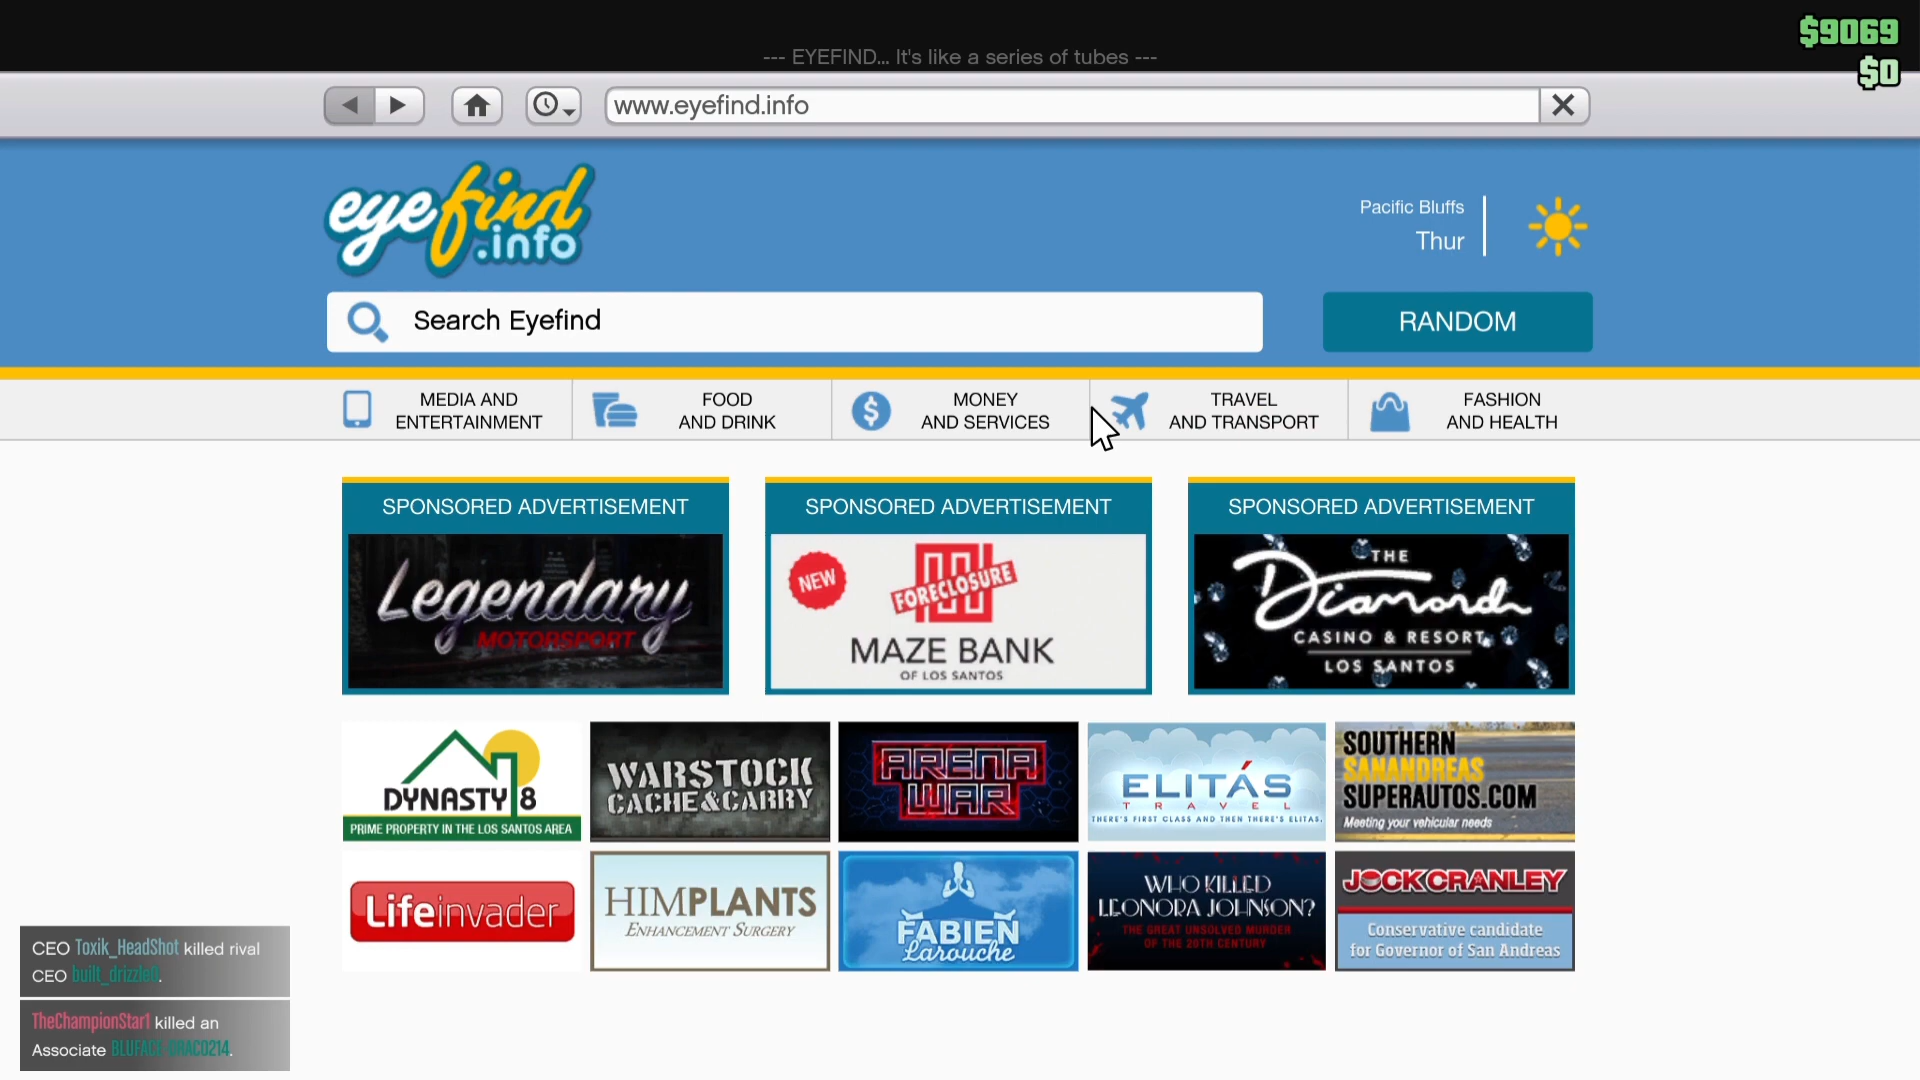 --- EYEFIND... It's like a series of tubes ---
$9069
$0
www.eyefind.info
eyefind
.info
Pacific Bluffs
Thur
Search Eyefind
RANDOM
MEDIA AND
ENTERTAINMENT
FOOD
AND DRINK
MONEY
AND SERVICES
TRAVEL
AND TRANSPORT
FASHION
AND HEALTH
SPONSORED ADVERTISEMENT
Legendary
MOTORSPORT
SPONSORED ADVERTISEMENT
NEW
FORECLOSURE
MAZE BANK
OF LOS SANTOS
SPONSORED ADVERTISEMENT
THE
Diamond
CASINO & RESORT
LOS SANTOS
DYNASTY 8
PRIME PROPERTY IN THE LOS SANTOS AREA
WARSTOCK
CACHE&CARRY
ARENA
WAR
ELITÁS
TRAVEL
THERE'S FIRST CLASS AND THEN THERE'S ELITÁS.
SOUTHERN
SANANDREAS
SUPERAUTOS.COM
Meeting your vehicular needs
Lifeinvader
HIMPLANTS
ENHANCEMENT SURGERY
FABIEN
Larouche
WHO KILLED
LEONORA JOHNSON?
THE GREAT UNSOLVED MURDER
OF THE 20TH CENTURY
JOCK CRANLEY
Conservative candidate
for Governor of San Andreas
CEO Toxik_HeadShot killed rival
CEO built_drizzle0.
TheChampionStar1 killed an
Associate BLUFACE-DRACO214.